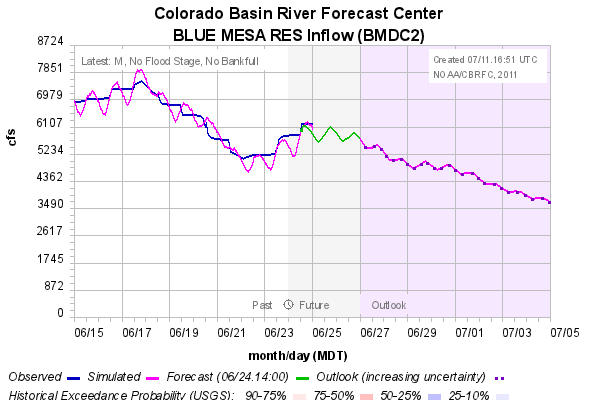 Colorado Basin River Forecast Center
BLUE MESA RES Inflow (BMDC2)
8724
7851
6979
6107
5234
4362
3490
2617
1745
872
0
cfs
Latest: M, No Flood Stage, No Bankfull
Created 07/11.16:51 UTC
NOAA/CBRFC, 2011
Past Future Outlook
06/15 06/17 06/19 06/21 06/23 06/25 06/27 06/29 07/01 07/03 07/05
month/day (MDT)
Observed Simulated Forecast (06/24.14:00) Outlook (increasing uncertainty)
Historical Exceedance Probability (USGS): 90-75% 75-50% 50-25% 25-10%